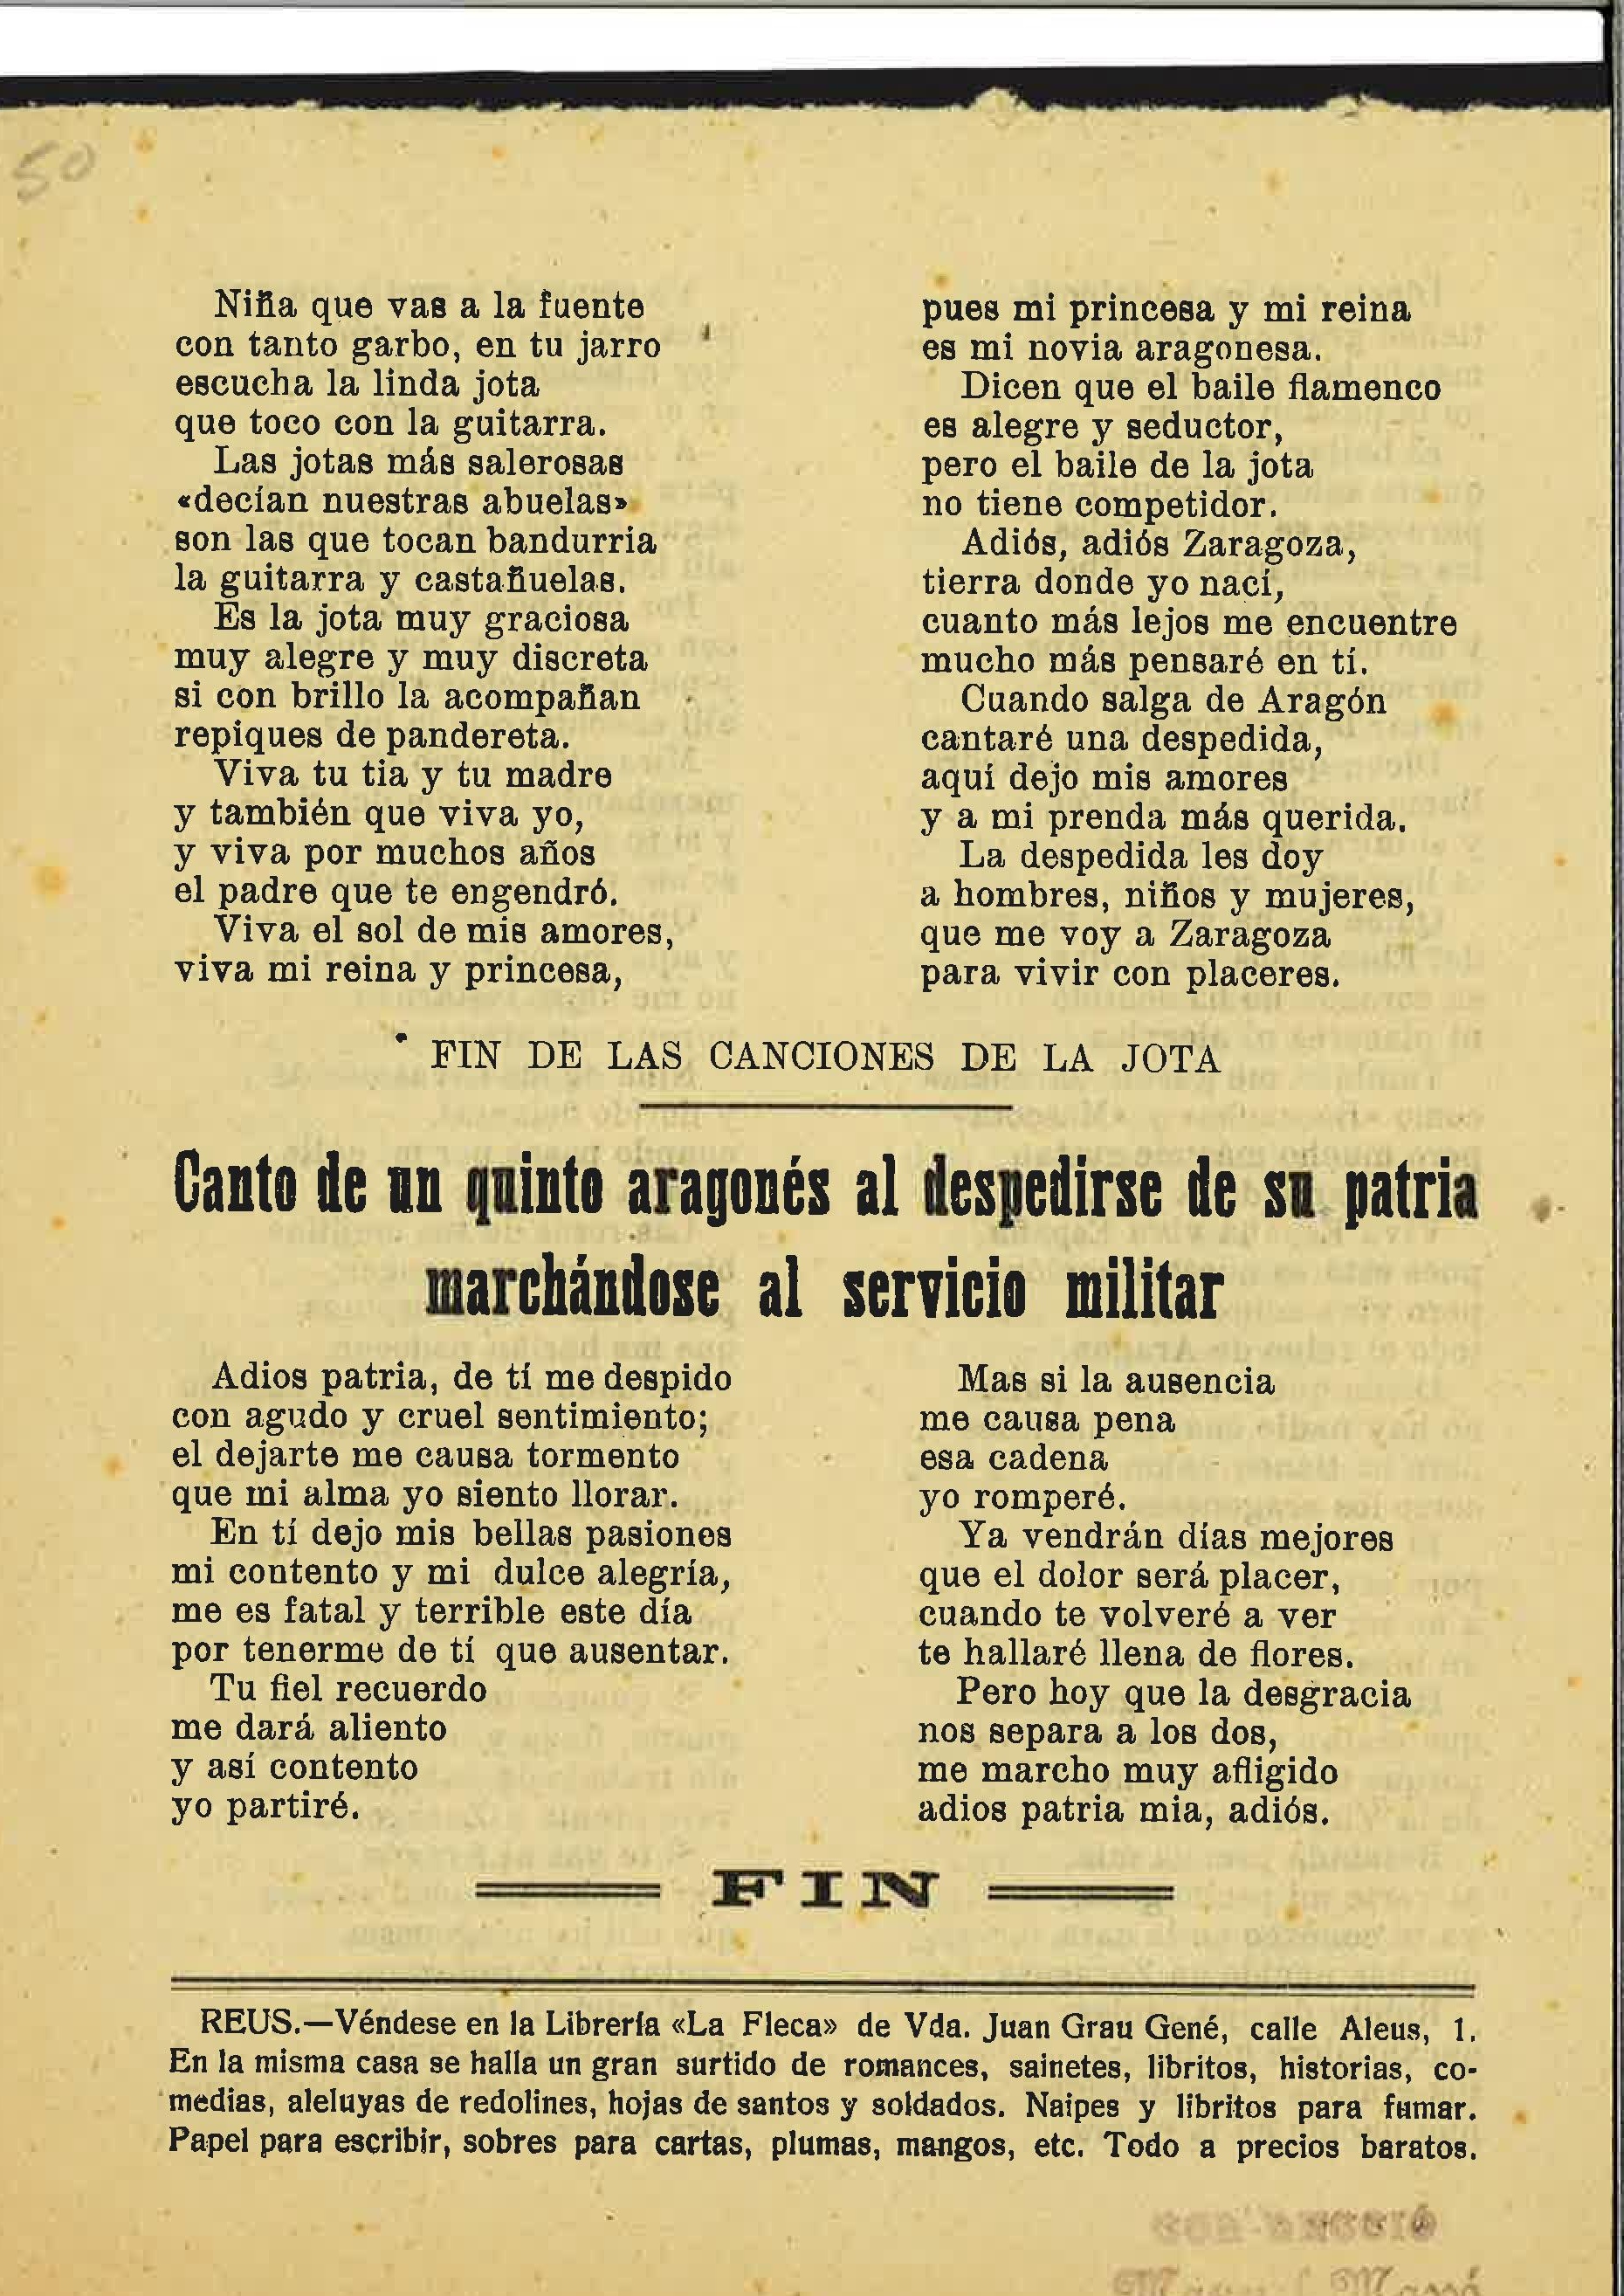 50
Niña que vas a la fuente
con tanto garbo, en tu jarro
escucha la linda jota
que toco con la guitarra.
Las jotas más salerosas
«decían nuestras abuelas»
son las que tocan bandurria
la guitarra y castañuelas.
Es la jota muy graciosa
muy alegre y muy discreta
si con brillo la acompañan
repiques de pandereta.
Viva tu tia y tu madre
y también que viva yo,
y viva por muchos años
el padre que te engendró.
Viva el sol de mis amores,
viva mi reina y princesa,
pues mi princesa y mi reina
es mi novia aragonesa.
Dicen que el baile flamenco
es alegre y seductor,
pero el baile de la jota
no tiene competidor.
Adiós, adiós Zaragoza,
tierra donde yo nací,
cuanto más lejos me encuentre
mucho más pensaré en tí.
Cuando salga de Aragón
cantaré una despedida,
aquí dejo mis amores
y a mi prenda más querida.
La despedida les doy
a hombres, niños y mujeres,
que me voy a Zaragoza
para vivir con placeres.
FIN DE LAS CANCIONES DE LA JOTA
Canto de un quinto aragonés al despedirse de su patria
marchándose al servicio militar
Adios patria, de tí me despido
con agudo y cruel sentimiento;
el dejarte me causa tormento
que mi alma yo siento llorar.
En tí dejo mis bellas pasiones
mi contento y mi dulce alegría,
me es fatal y terrible este día
por tenerme de tí que ausentar.
Tu fiel recuerdo
me dará aliento
y así contento
yo partiré.
Mas si la ausencia
me causa pena
esa cadena
yo romperé.
Ya vendrán días mejores
que el dolor será placer,
cuando te volveré a ver
te hallaré llena de flores.
Pero hoy que la desgracia
nos separa a los dos,
me marcho muy afligido
adios patria mia, adiós.
FIN
REUS.—Véndese en la Librería «La Fleca» de Vda. Juan Grau Gené, calle Aleus, 1.
En la misma casa se halla un gran surtido de romances, sainetes, libritos, historias, co-
medias, aleluyas de redolines, hojas de santos y soldados. Naipes y libritos para fumar.
Papel para escribir, sobres para cartas, plumas, mangos, etc. Todo a precios baratos.